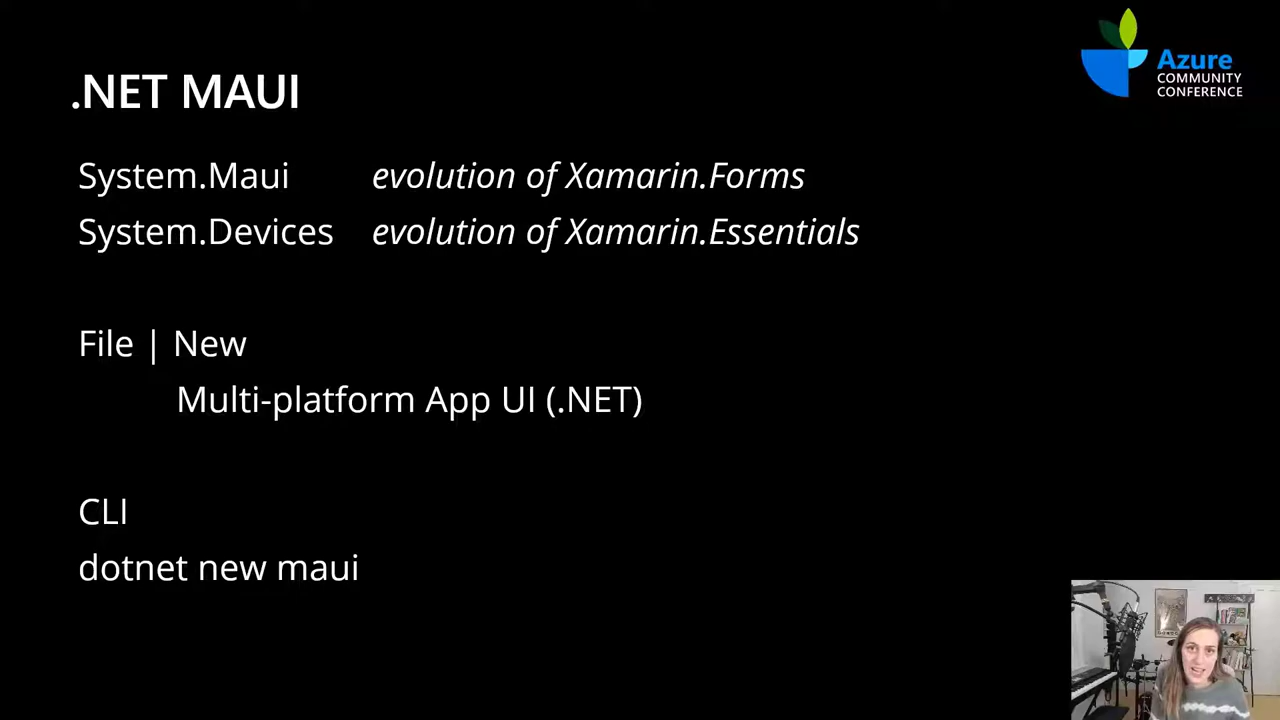 .NET MAUI
Azure
COMMUNITY
CONFERENCE
System.Maui evolution of Xamarin.Forms
System.Devices evolution of Xamarin.Essentials
File | New
Multi-platform App UI (.NET)
CLI
dotnet new maui